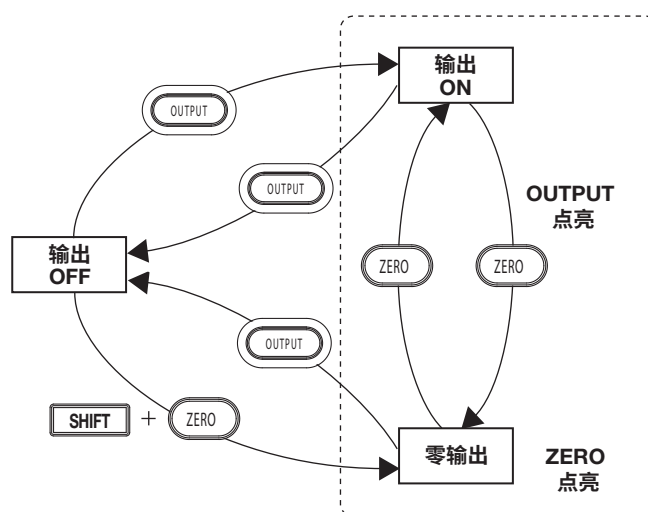 输出
ON
OUTPUT
OUTPUT
OUTPUT
点亮
输出
OFF
ZERO
ZERO
OUTPUT
SHIFT + ZERO
零输出
ZERO
点亮